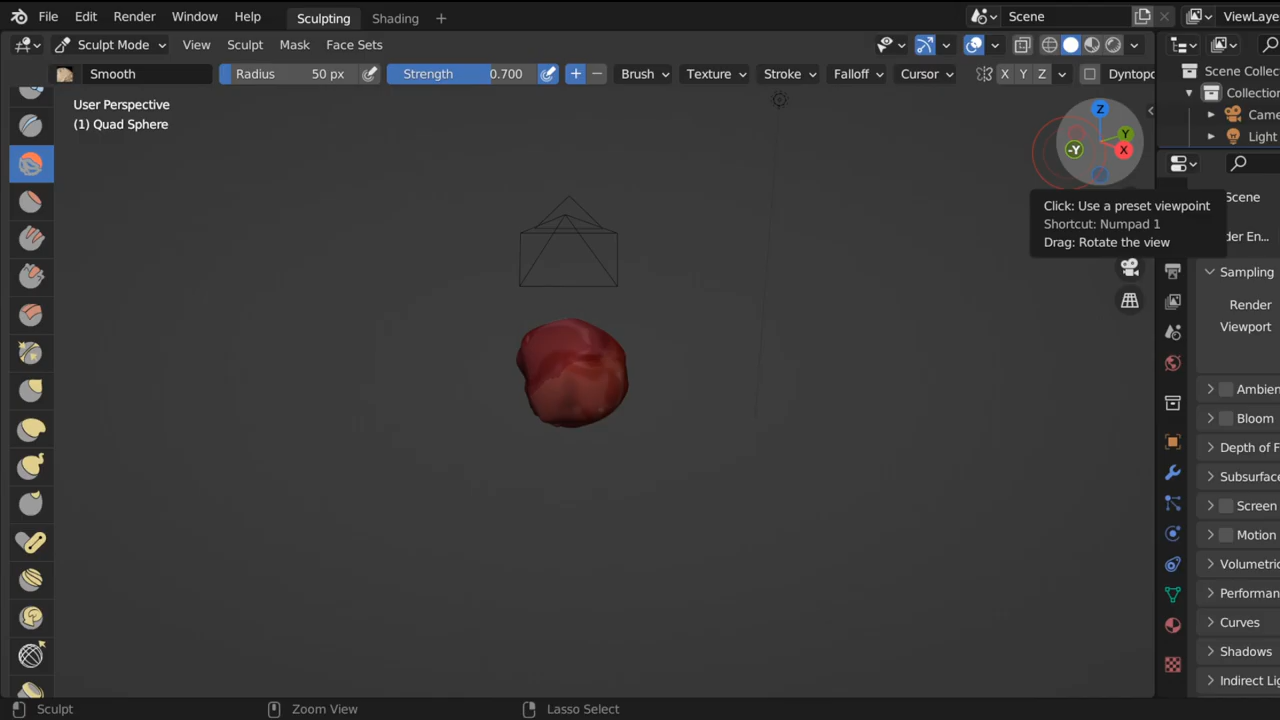 File Edit Render Window Help Sculpting Shading + Scene ViewLaye
Sculpt Mode View Sculpt Mask Face Sets
Smooth Radius 50 px Strength 0.700 + − Brush Texture Stroke Falloff Cursor X Y Z Dyntopo
User Perspective
(1) Quad Sphere
Scene Collec
Collection
Came
Light
Z
Y
-Y
X
Click: Use a preset viewpoint
Shortcut: Numpad 1
Drag: Rotate the view
Scene
der En...
Sampling
Render
Viewport
Ambien
Bloom
Depth of F
Subsurface
Screen
Motion
Volumetric
Performan
Curves
Shadows
Indirect Lig
Sculpt Zoom View Lasso Select